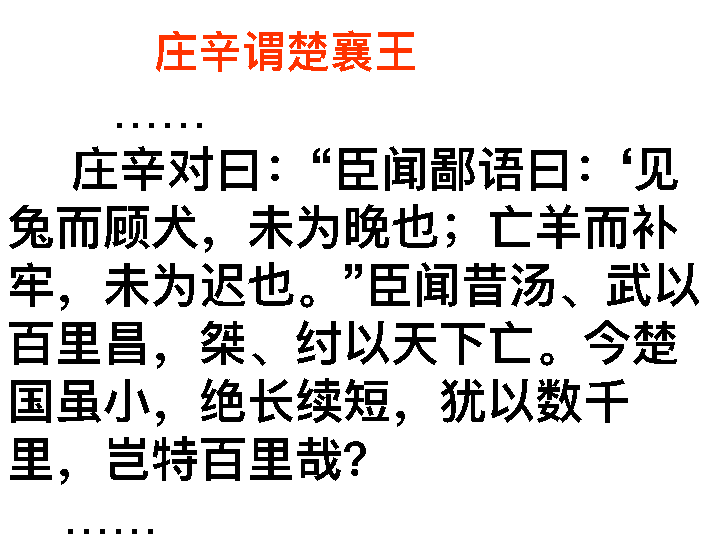 庄辛谓楚襄王
……
庄辛对曰：“臣闻鄙语曰：‘见
兔而顾犬，未为晚也；亡羊而补
牢，未为迟也。”臣闻昔汤、武以
百里昌，桀、纣以天下亡。今楚
国虽小，绝长续短，犹以数千
里，岂特百里哉？
……